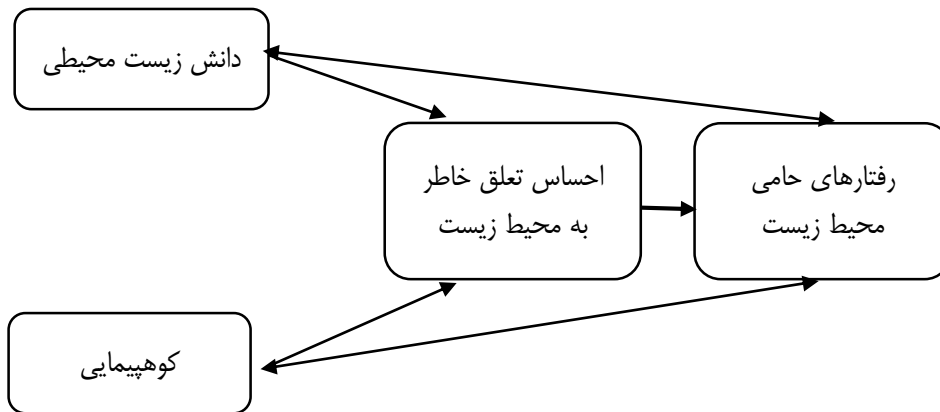 دانش زیست محیطی
احساس تعلق خاطر
به محیط زیست
رفتارهای حامی
محیط زیست
کوهپیمایی